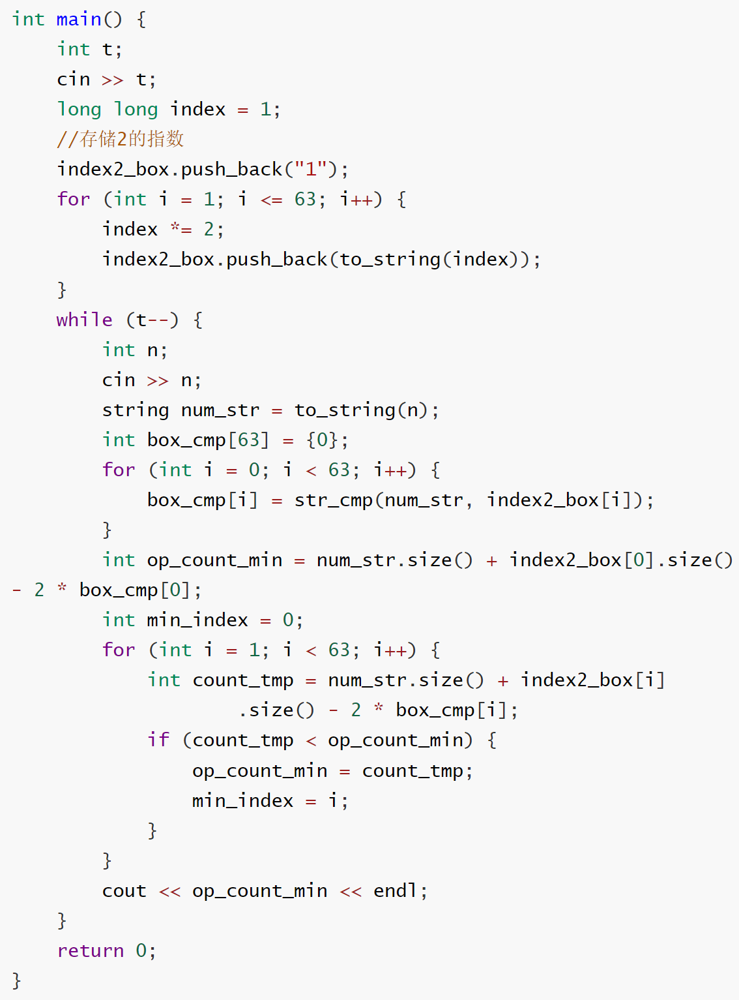 int main() {
    int t;
    cin >> t;
    long long index = 1;
    //存储2的指数
    index2_box.push_back("1");
    for (int i = 1; i <= 63; i++) {
        index *= 2;
        index2_box.push_back(to_string(index));
    }
    while (t--) {
        int n;
        cin >> n;
        string num_str = to_string(n);
        int box_cmp[63] = {0};
        for (int i = 0; i < 63; i++) {
            box_cmp[i] = str_cmp(num_str, index2_box[i]);
        }
        int op_count_min = num_str.size() + index2_box[0].size()
- 2 * box_cmp[0];
        int min_index = 0;
        for (int i = 1; i < 63; i++) {
            int count_tmp = num_str.size() + index2_box[i]
                    .size() - 2 * box_cmp[i];
            if (count_tmp < op_count_min) {
                op_count_min = count_tmp;
                min_index = i;
            }
        }
        cout << op_count_min << endl;
    }
    return 0;
}